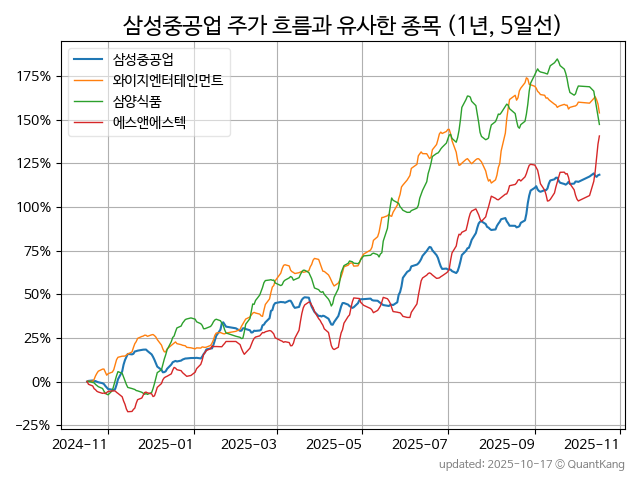 삼성중공업 주가 흐름과 유사한 종목 (1년, 5일선)
삼성중공업
와이지엔터테인먼트
삼양식품
에스앤에스텍
175%
150%
125%
100%
75%
50%
25%
0%
−25%
2024-11 2025-01 2025-03 2025-05 2025-07 2025-09 2025-11
updated: 2025-10-17 © QuantKang